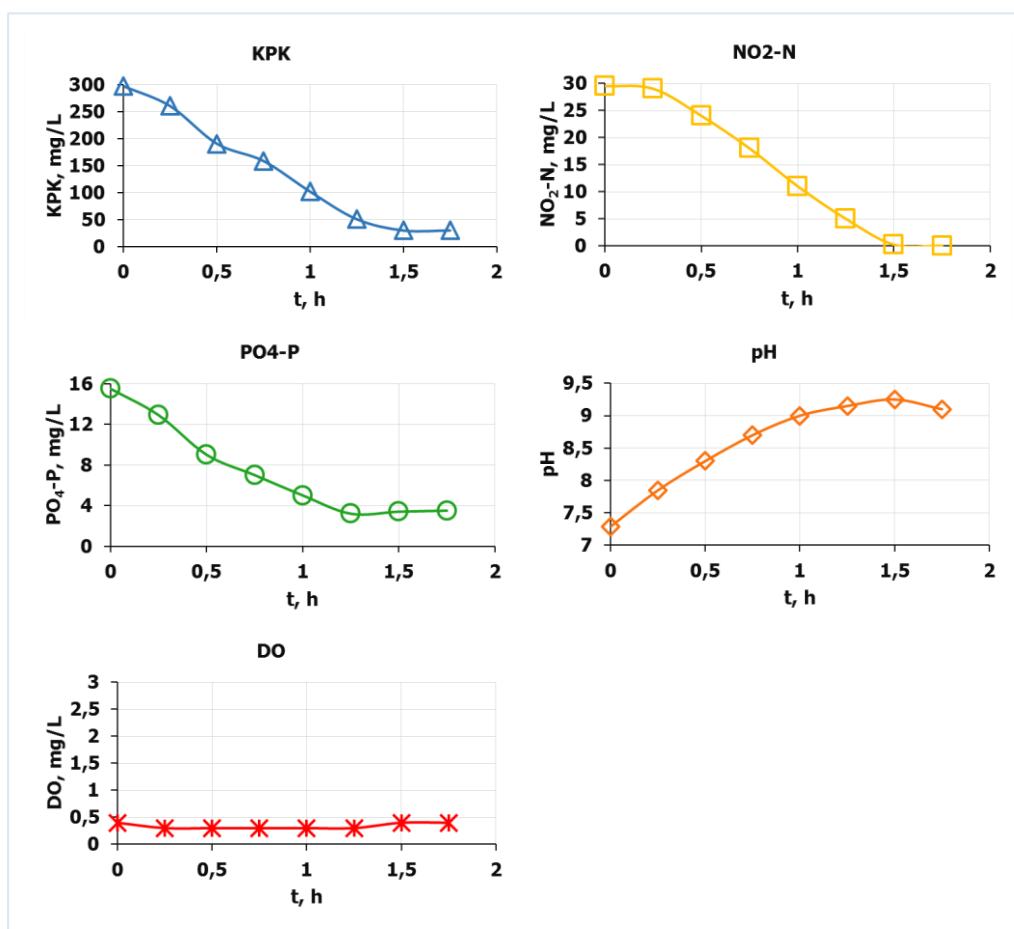 KPK
KPK, mg/L
300
250
200
150
100
50
0
0 0,5 1 1,5 2
t, h
NO2-N
NO₂-N, mg/L
30
25
20
15
10
5
0
0 0,5 1 1,5 2
t, h
PO4-P
PO₄-P, mg/L
16
12
8
4
0
0 0,5 1 1,5 2
t, h
pH
pH
9,5
9
8,5
8
7,5
7
0 0,5 1 1,5 2
t, h
DO
DO, mg/L
3
2,5
2
1,5
1
0,5
0
0 0,5 1 1,5 2
t, h